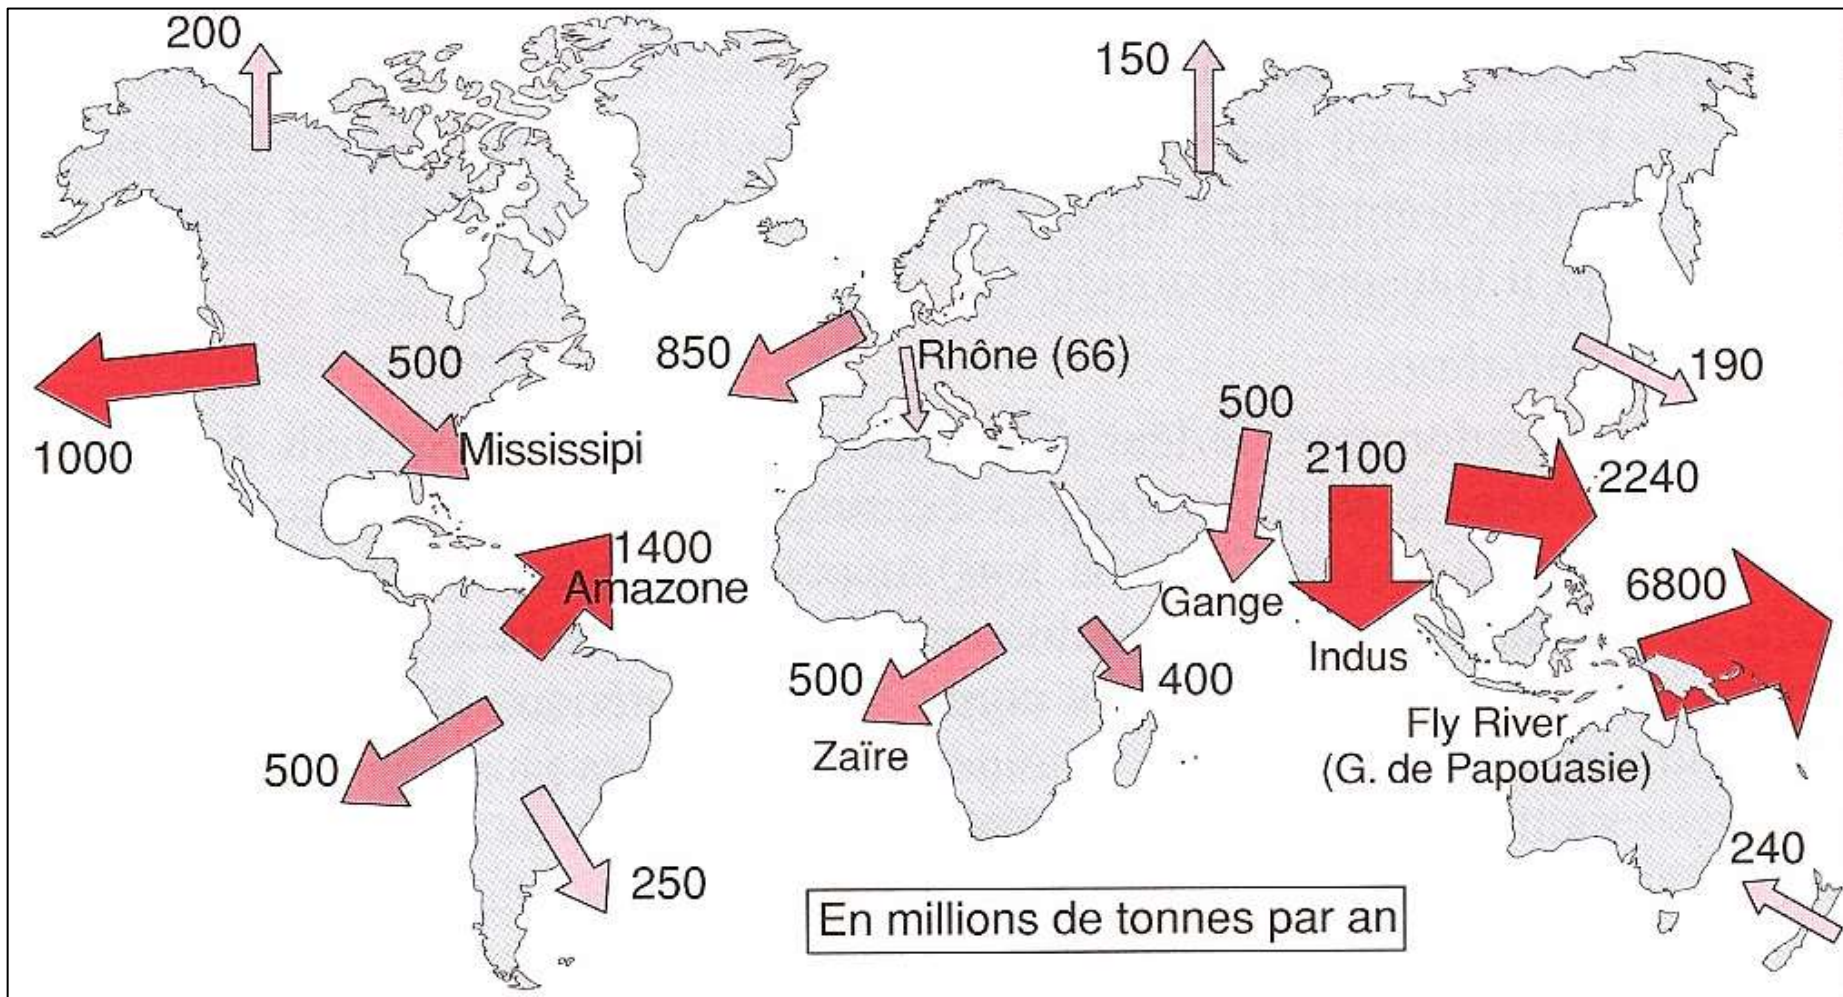 200
150
850
Rhône (66)
500
190
1000
Mississipi
500
2100
2240
1400
Amazone
6800
Gange
Indus
500
400
Zaïre
Fly River
(G. de Papouasie)
500
240
250
En millions de tonnes par an